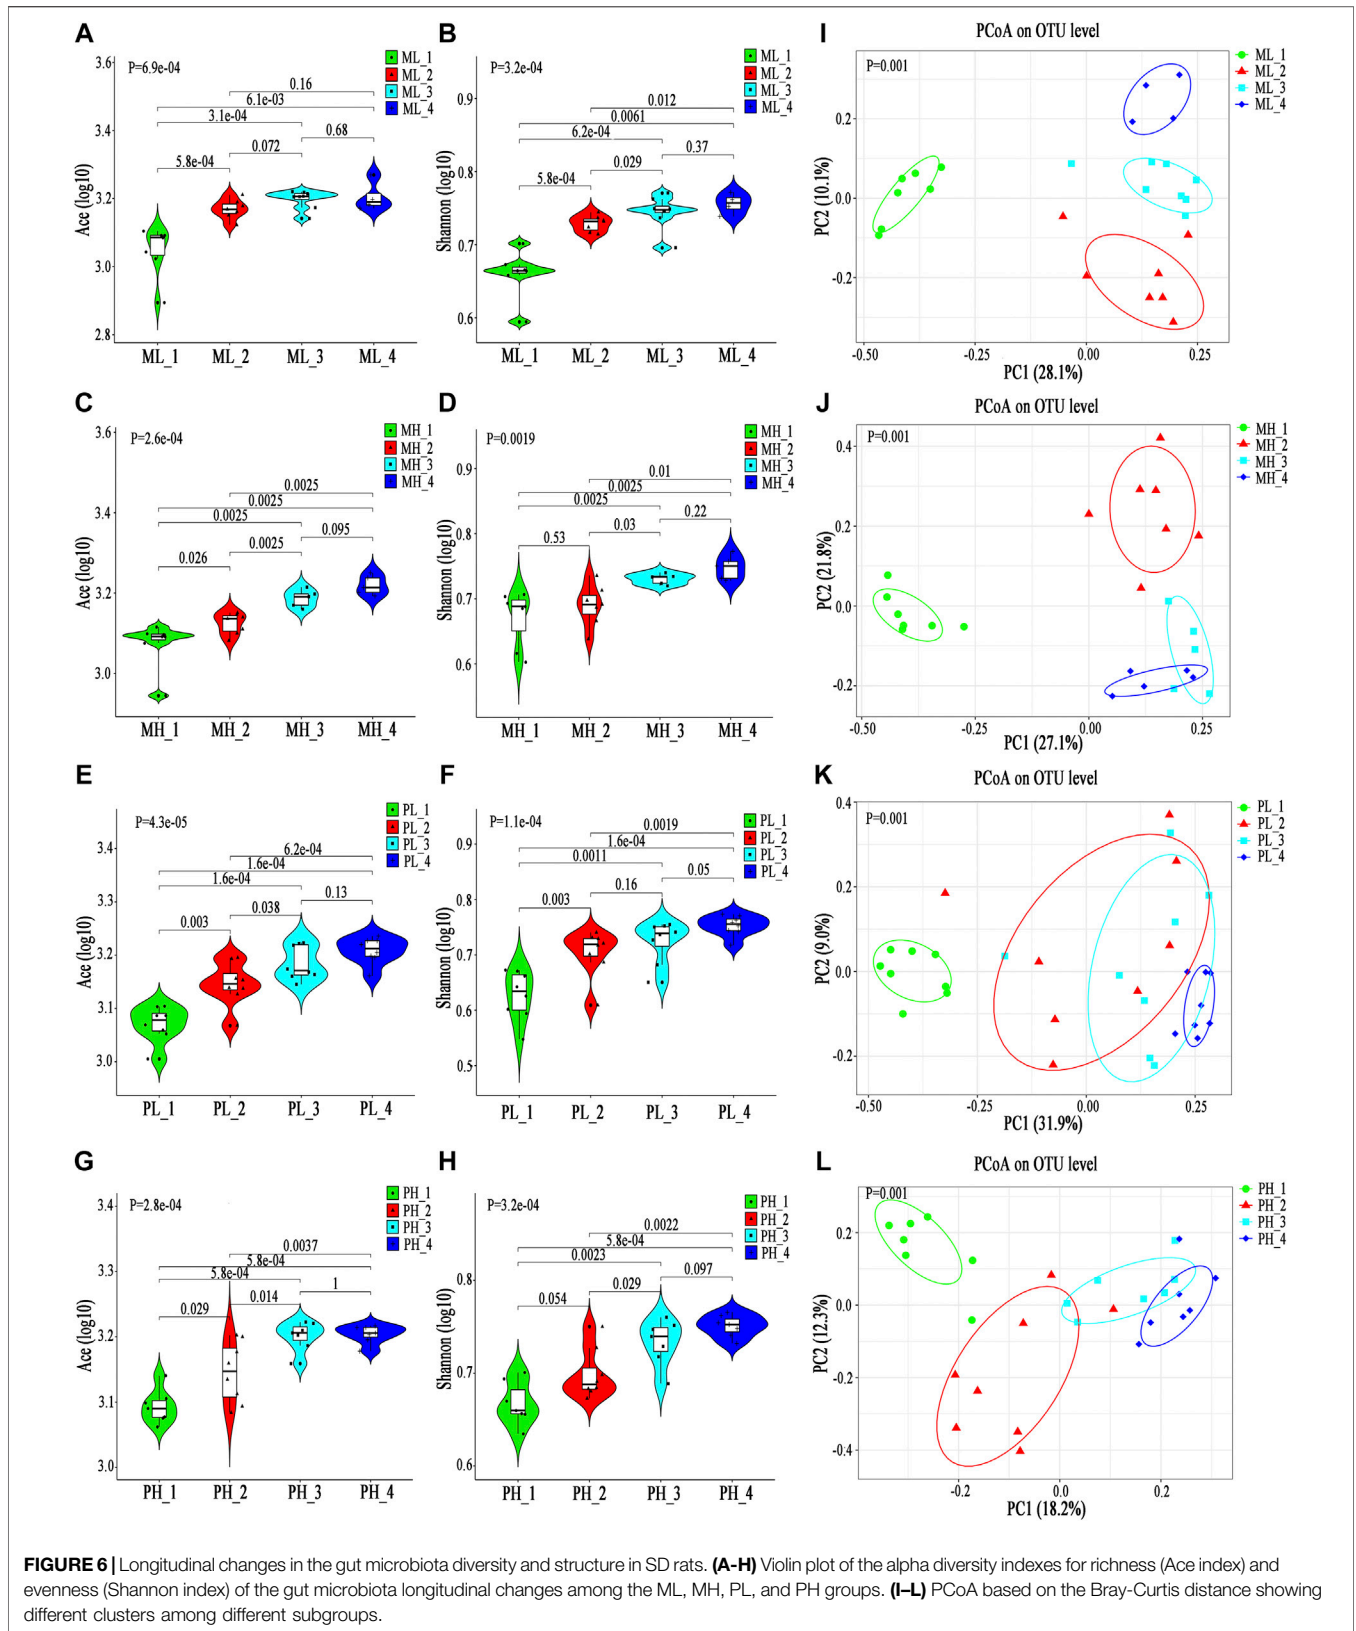 A
P=6.9e-04
ML_1
ML_2
ML_3
ML_4
0.16
6.1e-03
3.1e-04
0.68
0.072
5.8e-04
3.6
3.4
3.2
3.0
2.8
Ace (log10)
ML_1 ML_2 ML_3 ML_4
B
P=3.2e-04
ML_1
ML_2
ML_3
ML_4
0.012
0.0061
6.2e-04
0.37
0.029
5.8e-04
0.9
0.8
0.7
0.6
Shannon (log10)
ML_1 ML_2 ML_3 ML_4
I
PCoA on OTU level
P=0.001
ML_1
ML_2
ML_3
ML_4
0.2
0.0
-0.2
PC2 (10.1%)
-0.50 -0.25 0.00 0.25
PC1 (28.1%)
C
P=2.6e-04
MH_1
MH_2
MH_3
MH_4
0.0025
0.0025
0.0025
0.095
0.0025
0.026
3.6
3.4
3.2
3.0
Ace (log10)
MH_1 MH_2 MH_3 MH_4
D
P=0.0019
MH_1
MH_2
MH_3
MH_4
0.01
0.0025
0.0025
0.22
0.03
0.53
0.9
0.8
0.7
0.6
Shannon (log10)
MH_1 MH_2 MH_3 MH_4
J
PCoA on OTU level
P=0.001
MH_1
MH_2
MH_3
MH_4
0.4
0.2
0.0
-0.2
PC2 (21.8%)
-0.50 -0.25 0.00 0.25
PC1 (27.1%)
E
P=4.3e-05
PL_1
PL_2
PL_3
PL_4
6.2e-04
1.6e-04
1.6e-04
0.13
0.038
0.003
3.4
3.3
3.2
3.1
3.0
Ace (log10)
PL_1 PL_2 PL_3 PL_4
F
P=1.1e-04
PL_1
PL_2
PL_3
PL_4
0.0019
1.6e-04
0.0011
0.05
0.16
0.003
0.9
0.8
0.7
0.6
0.5
Shannon (log10)
PL_1 PL_2 PL_3 PL_4
K
PCoA on OTU level
P=0.001
PL_1
PL_2
PL_3
PL_4
0.4
0.2
0.0
-0.2
PC2 (9.0%)
-0.50 -0.25 0.00 0.25
PC1 (31.9%)
G
P=2.8e-04
PH_1
PH_2
PH_3
PH_4
0.0037
5.8e-04
5.8e-04
1
0.014
0.029
3.4
3.3
3.2
3.1
3.0
Ace (log10)
PH_1 PH_2 PH_3 PH_4
H
P=3.2e-04
PH_1
PH_2
PH_3
PH_4
0.0022
5.8e-04
0.0023
0.097
0.029
0.054
0.8
0.7
0.6
Shannon (log10)
PH_1 PH_2 PH_3 PH_4
L
PCoA on OTU level
P=0.001
PH_1
PH_2
PH_3
PH_4
0.2
0.0
-0.2
-0.4
PC2 (12.3%)
-0.2 0.0 0.2
PC1 (18.2%)
FIGURE 6 | Longitudinal changes in the gut microbiota diversity and structure in SD rats. (A-H) Violin plot of the alpha diversity indexes for richness (Ace index) and
evenness (Shannon index) of the gut microbiota longitudinal changes among the ML, MH, PL, and PH groups. (I–L) PCoA based on the Bray-Curtis distance showing
different clusters among different subgroups.